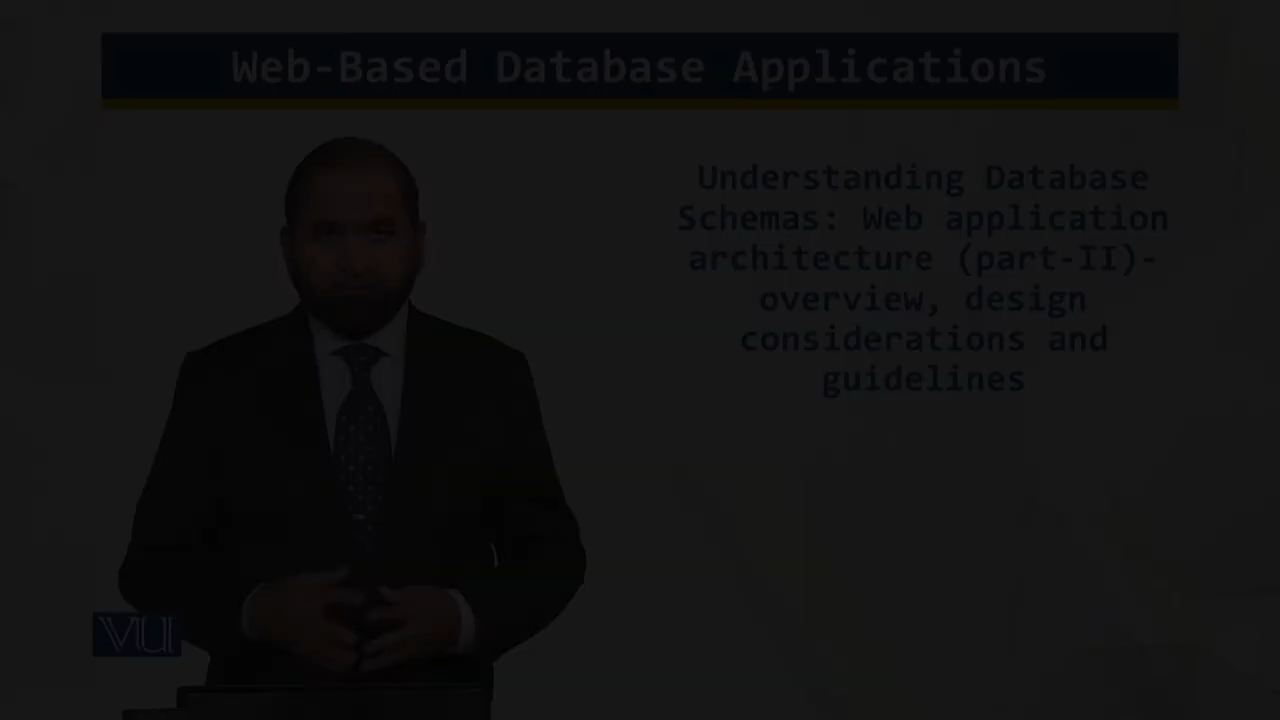 Web-Based Database Applications
Understanding Database
Schemas: Web application
architecture (part-II)-
overview, design
considerations and
guidelines
VU